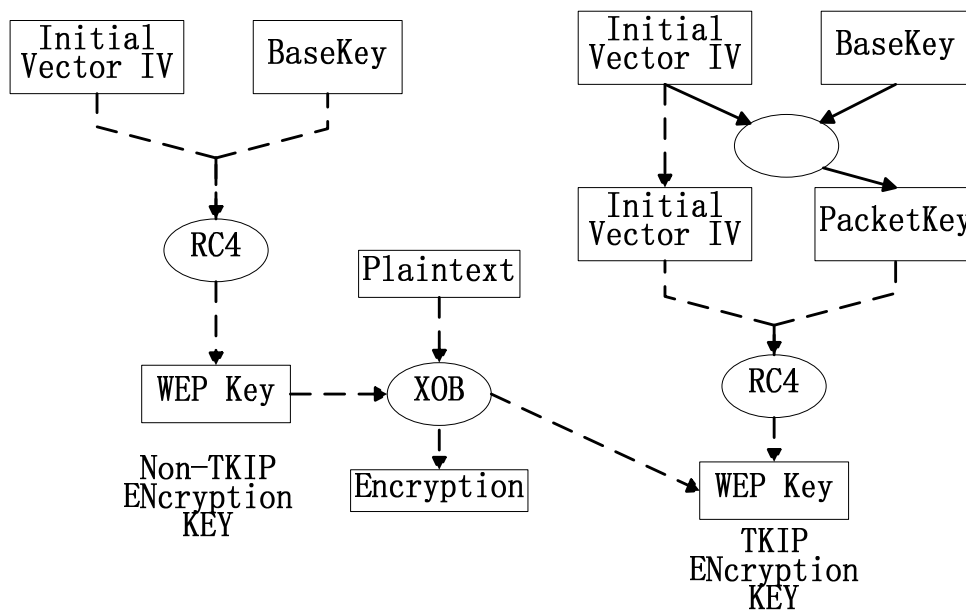 Initial
Vector IV
BaseKey
RC4
WEP Key
Non-TKIP
ENcryption
KEY
Plaintext
XOB
Encryption
Initial
Vector IV
BaseKey
Initial
Vector IV
PacketKey
RC4
WEP Key
TKIP
ENcryption
KEY